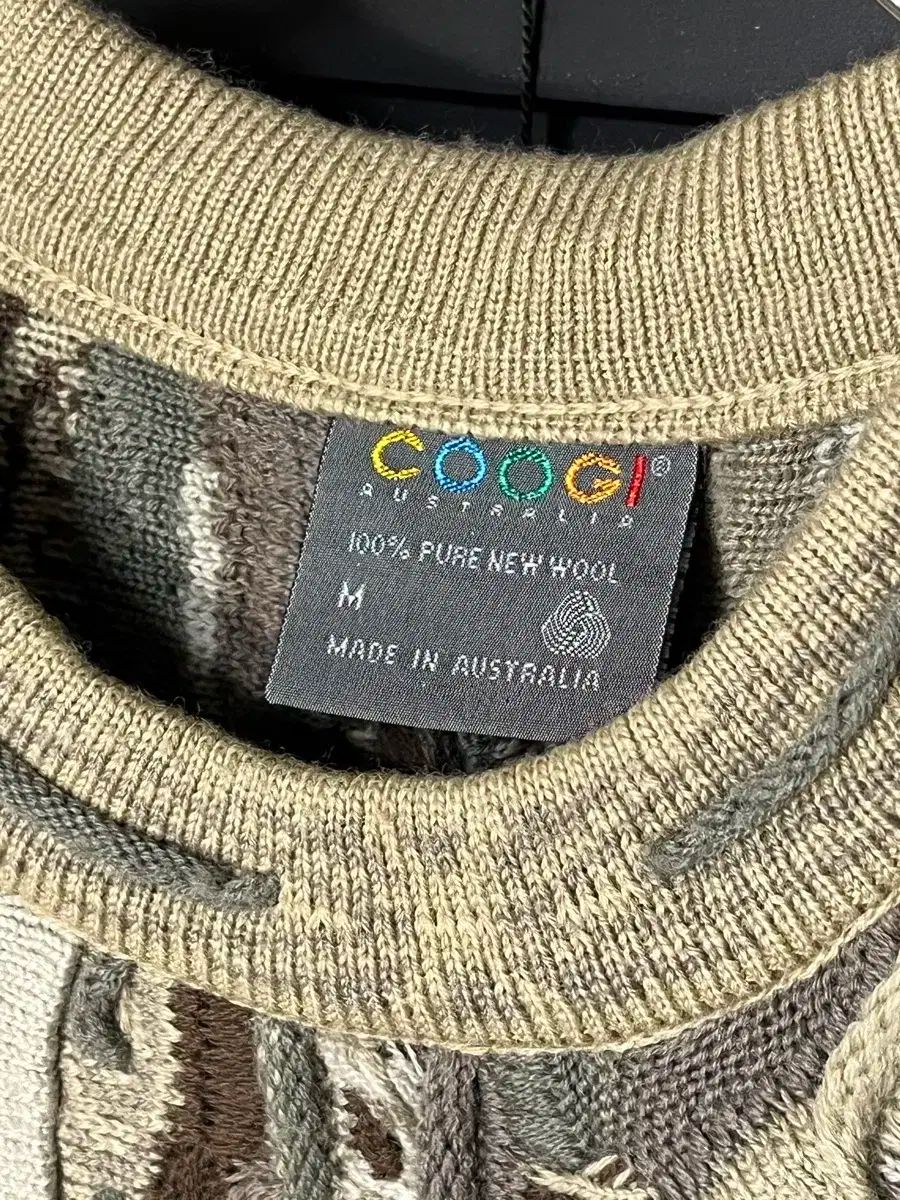 COOGI®
AUSTRALIA
100% PURE NEW WOOL
M
MADE IN AUSTRALIA